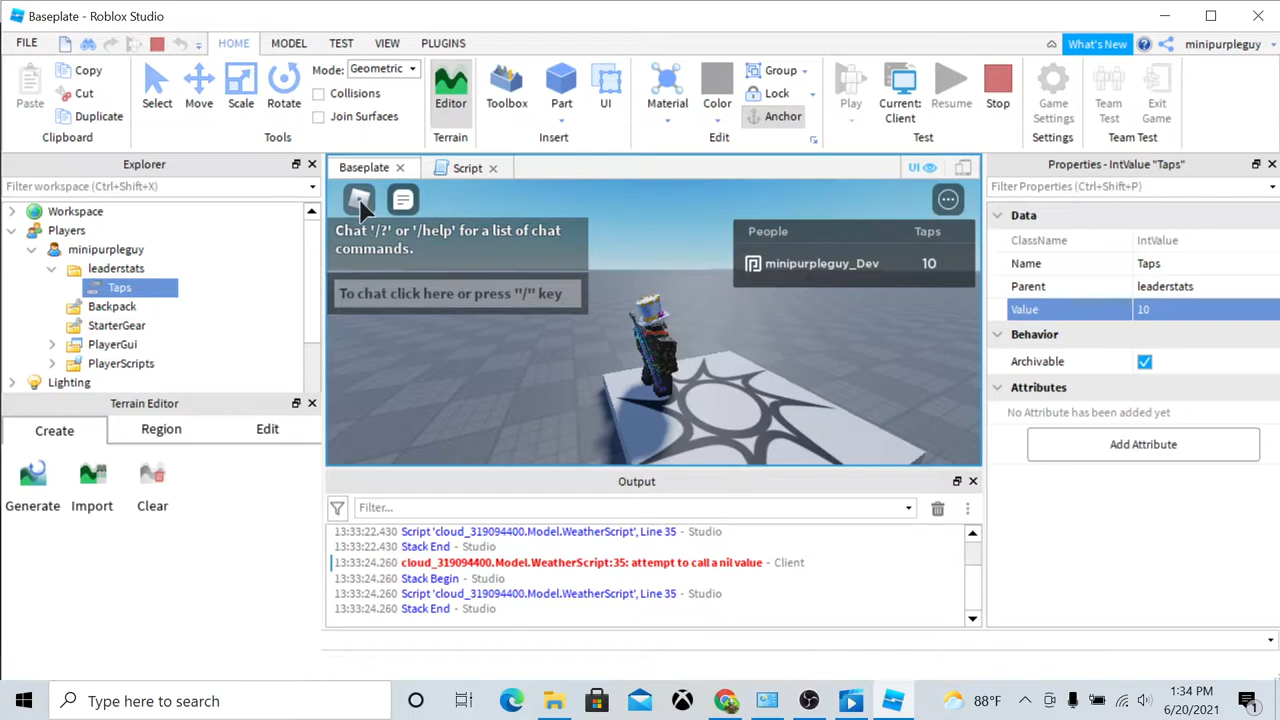 Baseplate - Roblox Studio
FILE HOME MODEL TEST VIEW PLUGINS What's New minipurpleguy
Paste Copy Cut Duplicate Clipboard
Select Move Scale Rotate Mode: Geometric Collisions Join Surfaces Tools
Editor Terrain
Toolbox Part UI Insert
Material Color Group Lock Anchor Edit
Play Current: Client Resume Stop Test
Game Settings Settings
Team Test Exit Game Team Test
Explorer
Filter workspace (Ctrl+Shift+X)
Workspace
Players
minipurpleguy
leaderstats
Taps
Backpack
StarterGear
PlayerGui
PlayerScripts
Lighting
Terrain Editor
Create Region Edit
Generate Import Clear
Baseplate Script UI
Chat '/?' or '/help' for a list of chat
commands.
To chat click here or press "/" key
People Taps
minipurpleguy_Dev 10
Output
Filter...
13:33:22.430 Script 'cloud_319094400.Model.WeatherScript', Line 35 - Studio
13:33:22.430 Stack End - Studio
13:33:24.260 cloud_319094400.Model.WeatherScript:35: attempt to call a nil value - Client
13:33:24.260 Stack Begin - Studio
13:33:24.260 Script 'cloud_319094400.Model.WeatherScript', Line 35 - Studio
13:33:24.260 Stack End - Studio
Properties - IntValue "Taps"
Filter Properties (Ctrl+Shift+P)
Data
ClassName IntValue
Name Taps
Parent leaderstats
Value 10
Behavior
Archivable
Attributes
No Attribute has been added yet
Add Attribute
Type here to search
88°F
1:34 PM
6/20/2021
1